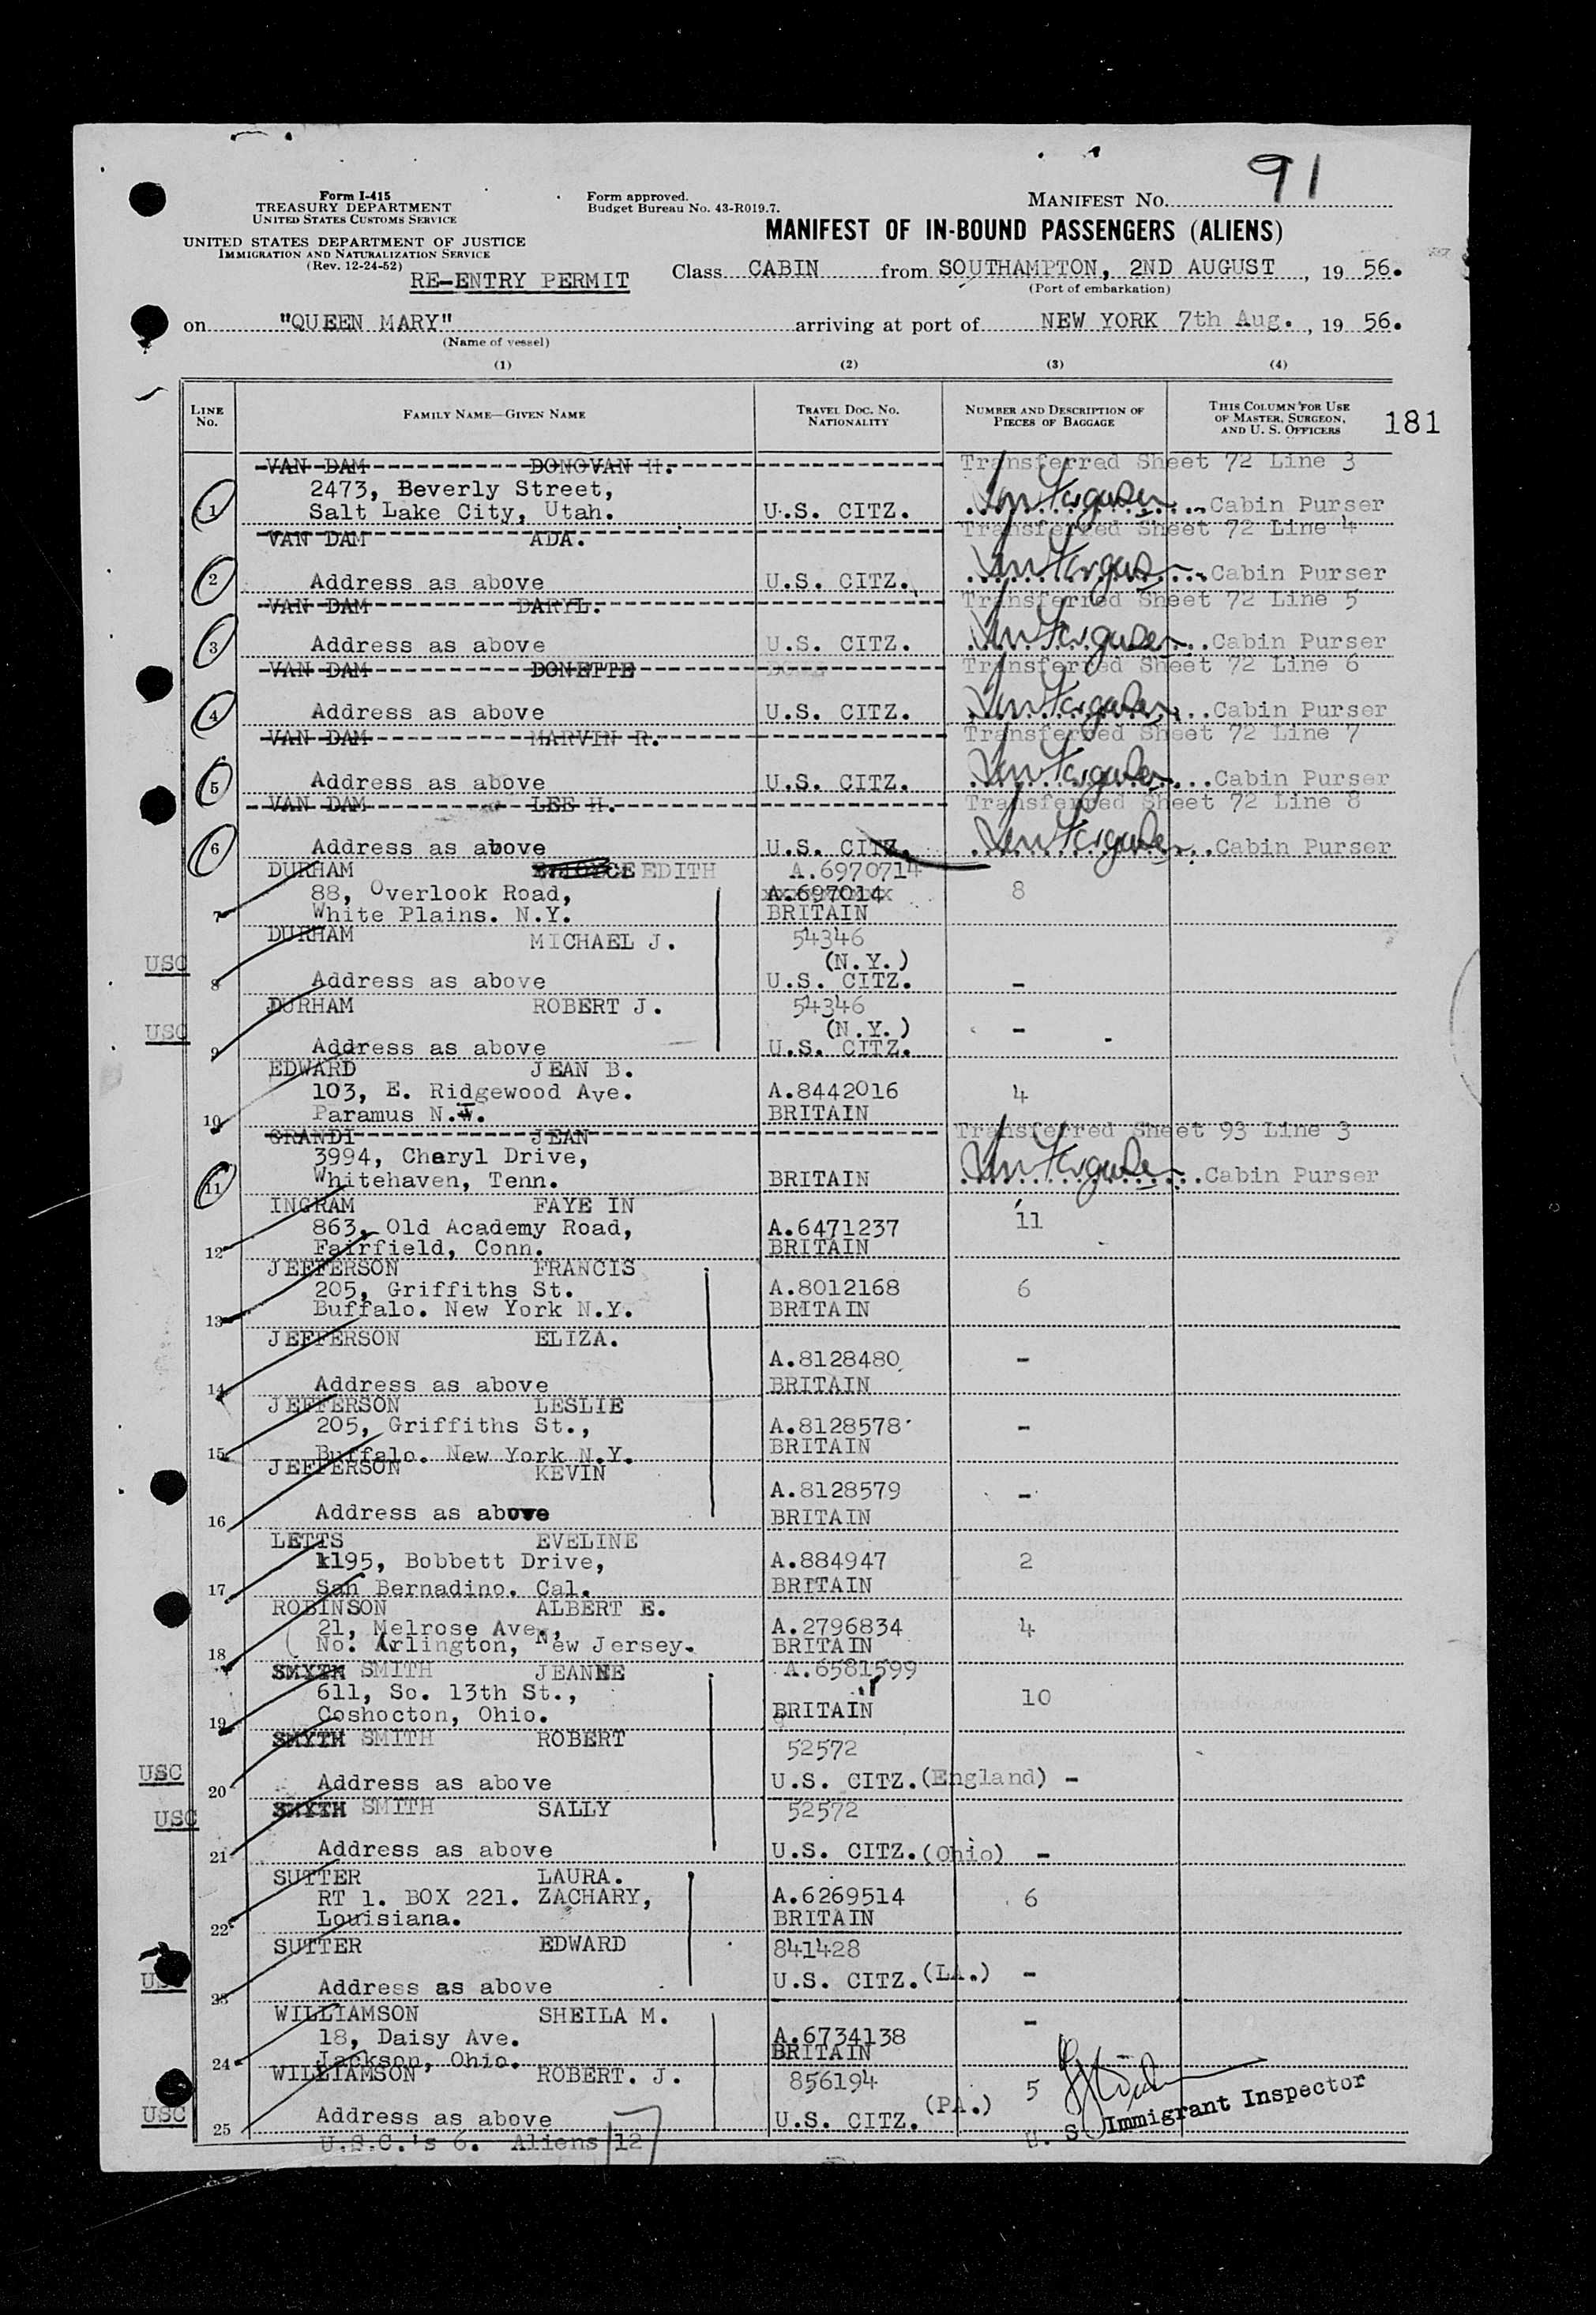 91
Form I-415
TREASURY DEPARTMENT
UNITED STATES CUSTOMS SERVICE
UNITED STATES DEPARTMENT OF JUSTICE
IMMIGRATION AND NATURALIZATION SERVICE
(Rev. 12-24-52)
RE-ENTRY PERMIT
Form approved.
Budget Bureau No. 43-R019.7.
MANIFEST No.
MANIFEST OF IN-BOUND PASSENGERS (ALIENS)
Class CABIN from SOUTHAMPTON, 2ND AUGUST, 19 56.
(Port of embarkation)
on "QUEEN MARY" arriving at port of NEW YORK 7th Aug., 19 56.
(Name of vessel)
(1) (2) (3) (4)
LINE No.
FAMILY NAME—GIVEN NAME
TRAVEL DOC. NO. NATIONALITY
NUMBER AND DESCRIPTION OF PIECES OF BAGGAGE
THIS COLUMN FOR USE OF MASTER, SURGEON, AND U. S. OFFICERS
181
VAN DAM DONOVAN H. Transferred Sheet 72 Line 3
2473, Beverly Street,
1 Salt Lake City, Utah. U.S. CITZ. Cabin Purser
VAN DAM ADA. Transferred Sheet 72 Line 4
2 Address as above U.S. CITZ. Cabin Purser
VAN DAM DARYL. Transferred Sheet 72 Line 5
3 Address as above U.S. CITZ. Cabin Purser
VAN DAM DONETTE Transferred Sheet 72 Line 6
4 Address as above U.S. CITZ. Cabin Purser
VAN DAM MARVIN R. Transferred Sheet 72 Line 7
5 Address as above U.S. CITZ. Cabin Purser
VAN DAM LEE H. Transferred Sheet 72 Line 8
6 Address as above U.S. CITZ. Cabin Purser
DURHAM EDITH A.6970714
88, Overlook Road, A.697014 8
7 White Plains. N.Y. BRITAIN
DURHAM MICHAEL J. 54346
USC (N.Y.)
8 Address as above U.S. CITZ. -
DURHAM ROBERT J. 54346
USC (N.Y.) -
9 Address as above U.S. CITZ.
EDWARD JEAN B.
103, E. Ridgewood Ave. A.8442016 4
10 Paramus N.J. BRITAIN
GRANDI JEAN Transferred Sheet 93 Line 3
3994, Charyl Drive,
11 Whitehaven, Tenn. BRITAIN Cabin Purser
INGRAM FAYE IN 11
863, Old Academy Road, A.6471237
12 Fairfield, Conn. BRITAIN
JEFFERSON FRANCIS
205, Griffiths St. A.8012168 6
13 Buffalo. New York N.Y. BRITAIN
JEFFERSON ELIZA.
A.8128480 -
14 Address as above BRITAIN
JEFFERSON LESLIE
205, Griffiths St., A.8128578 -
15 Buffalo. New York N.Y. BRITAIN
JEFFERSON KEVIN
A.8128579 -
16 Address as above BRITAIN
LETTS EVELINE
1195, Bobbett Drive, A.884947 2
17 San Bernadino. Cal. BRITAIN
ROBINSON ALBERT E.
21, Melrose Ave., A.2796834 4
18 No. Arlington, New Jersey. BRITAIN
SMYTH SMITH JEANNE A.6581599
611, So. 13th St., 10
19 Coshocton, Ohio. BRITAIN
SMYTH SMITH ROBERT 52572
USC
20 Address as above U.S. CITZ. (England) -
SMYTH SMITH SALLY 52572
USC
21 Address as above U.S. CITZ. (Ohio) -
SUTTER LAURA.
RT 1. BOX 221. ZACHARY, A.6269514 6
22 Louisiana. BRITAIN
SUTTER EDWARD 841428
23 Address as above U.S. CITZ. (LA.) -
WILLIAMSON SHEILA M. -
18, Daisy Ave. A.6734138
24 Jackson, Ohio. BRITAIN
WILLIAMSON ROBERT. J. 856194 5
USC (PA.)
25 Address as above U.S. CITZ.
U. S. Immigrant Inspector
U.S.C.'s 6. Aliens 12